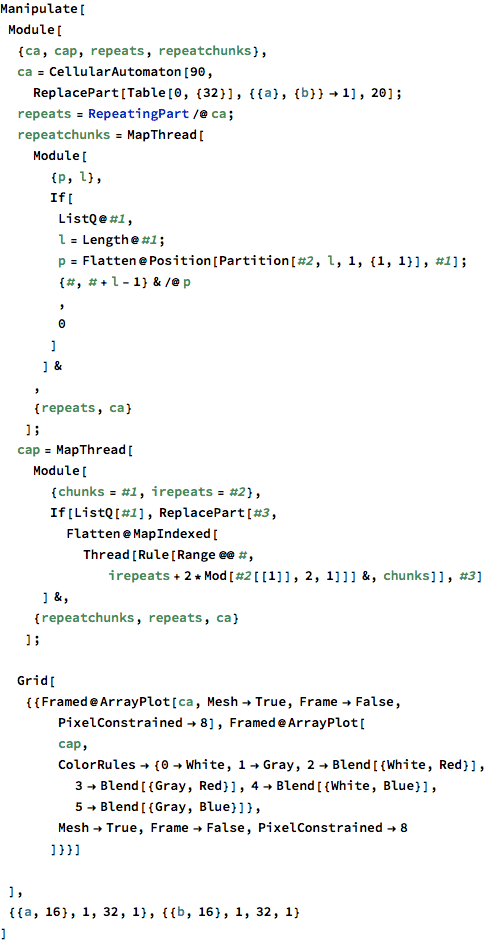 Manipulate[
Module[
{ca, cap, repeats, repeatchunks},
ca = CellularAutomaton[90,
ReplacePart[Table[0, {32}], {{a}, {b}} → 1], 20];
repeats = RepeatingPart /@ ca;
repeatchunks = MapThread[
Module[
{p, l},
If[
ListQ@#1,
l = Length@#1;
p = Flatten@Position[Partition[#2, l, 1, {1, 1}], #1];
{#, # + l - 1} & /@ p
,
0
]
] &
,
{repeats, ca}
];
cap = MapThread[
Module[
{chunks = #1, irepeats = #2},
If[ListQ[#1], ReplacePart[#3,
Flatten@MapIndexed[
Thread[Rule[Range @@ #,
irepeats + 2 * Mod[#2[[1]], 2, 1]]] &, chunks]], #3]
] &,
{repeatchunks, repeats, ca}
];
Grid[
{{Framed@ArrayPlot[ca, Mesh → True, Frame → False,
PixelConstrained → 8], Framed@ArrayPlot[
cap,
ColorRules → {0 → White, 1 → Gray, 2 → Blend[{White, Red}],
3 → Blend[{Gray, Red}], 4 → Blend[{White, Blue}],
5 → Blend[{Gray, Blue}]},
Mesh → True, Frame → False, PixelConstrained → 8
]}}]
],
{{a, 16}, 1, 32, 1}, {{b, 16}, 1, 32, 1}
]